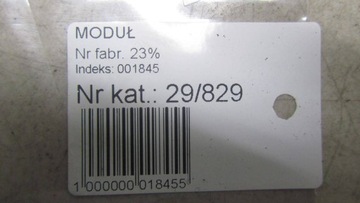 MODUŁ
Nr fabr. 23%
Indeks: 001845
Nr kat.: 29/829
1 000000 018455